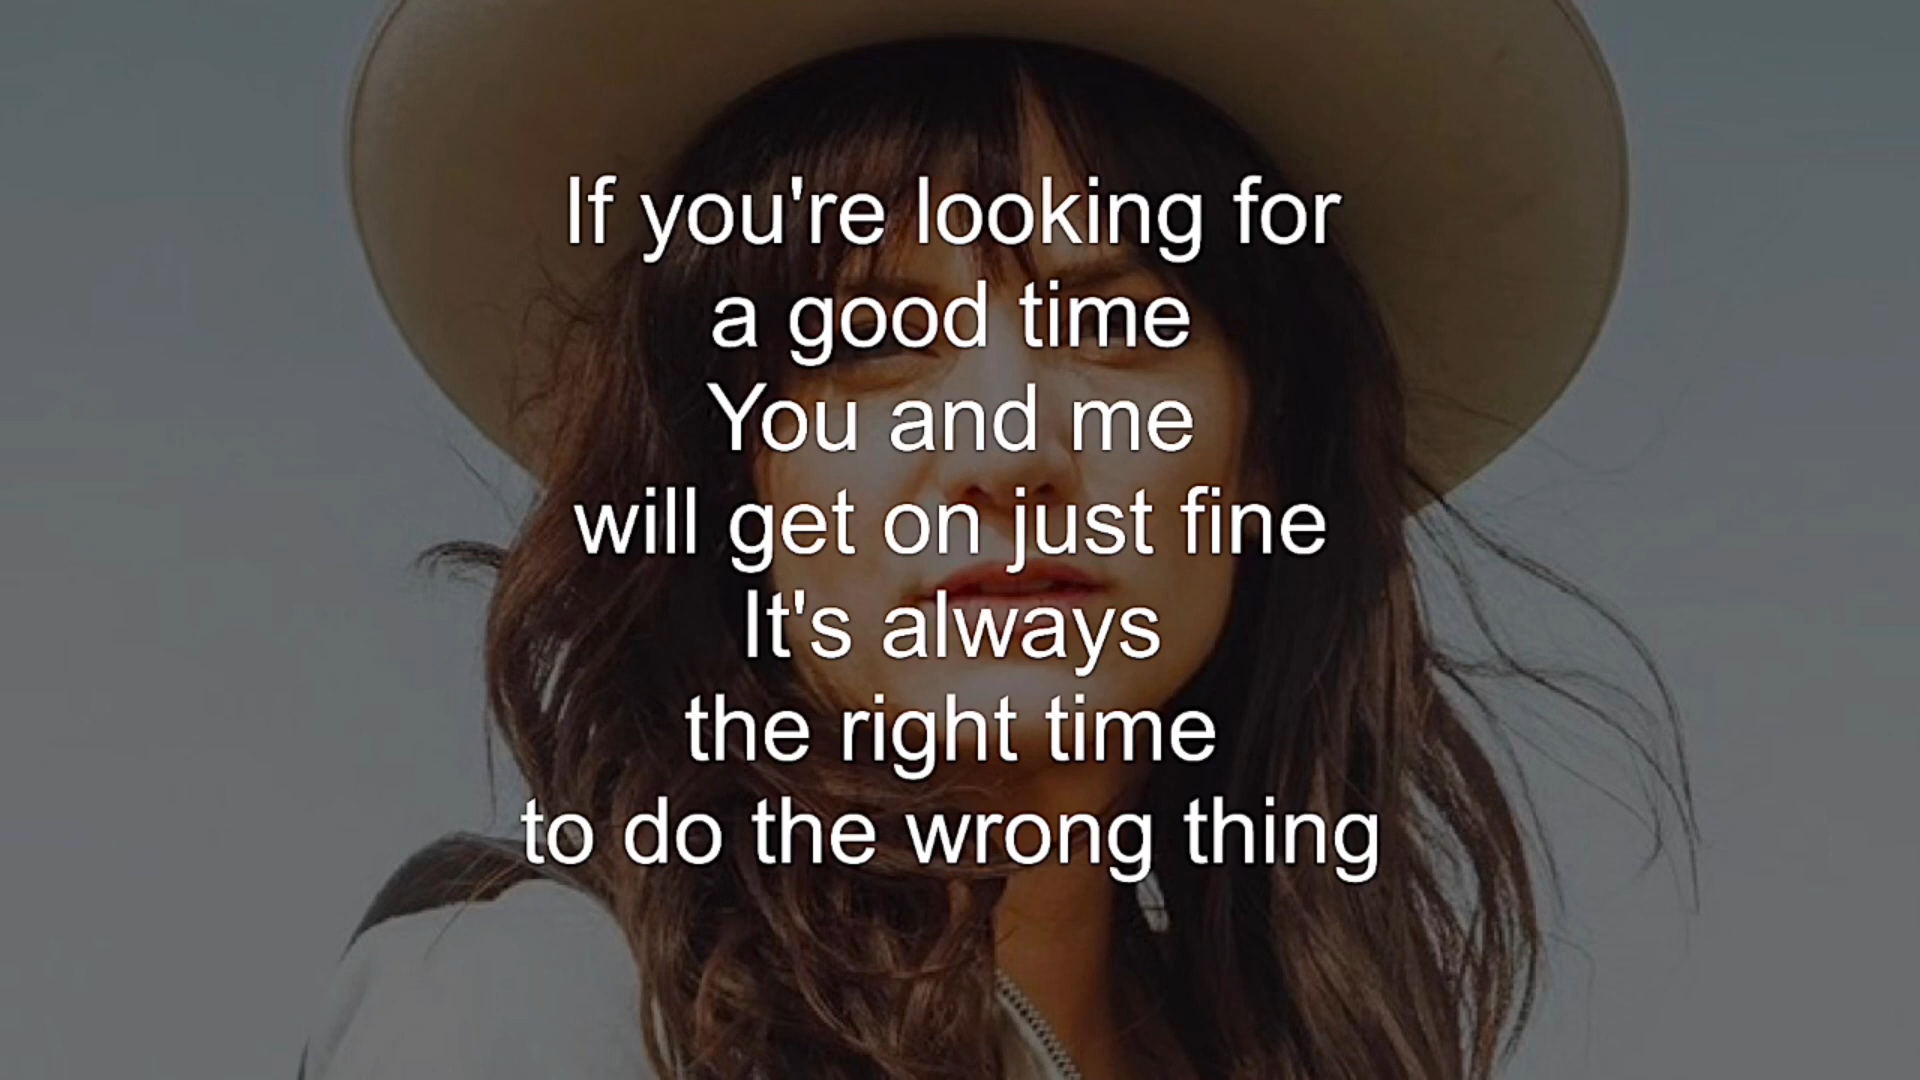 If you're looking for
a good time
You and me
will get on just fine
It's always
the right time
to do the wrong thing